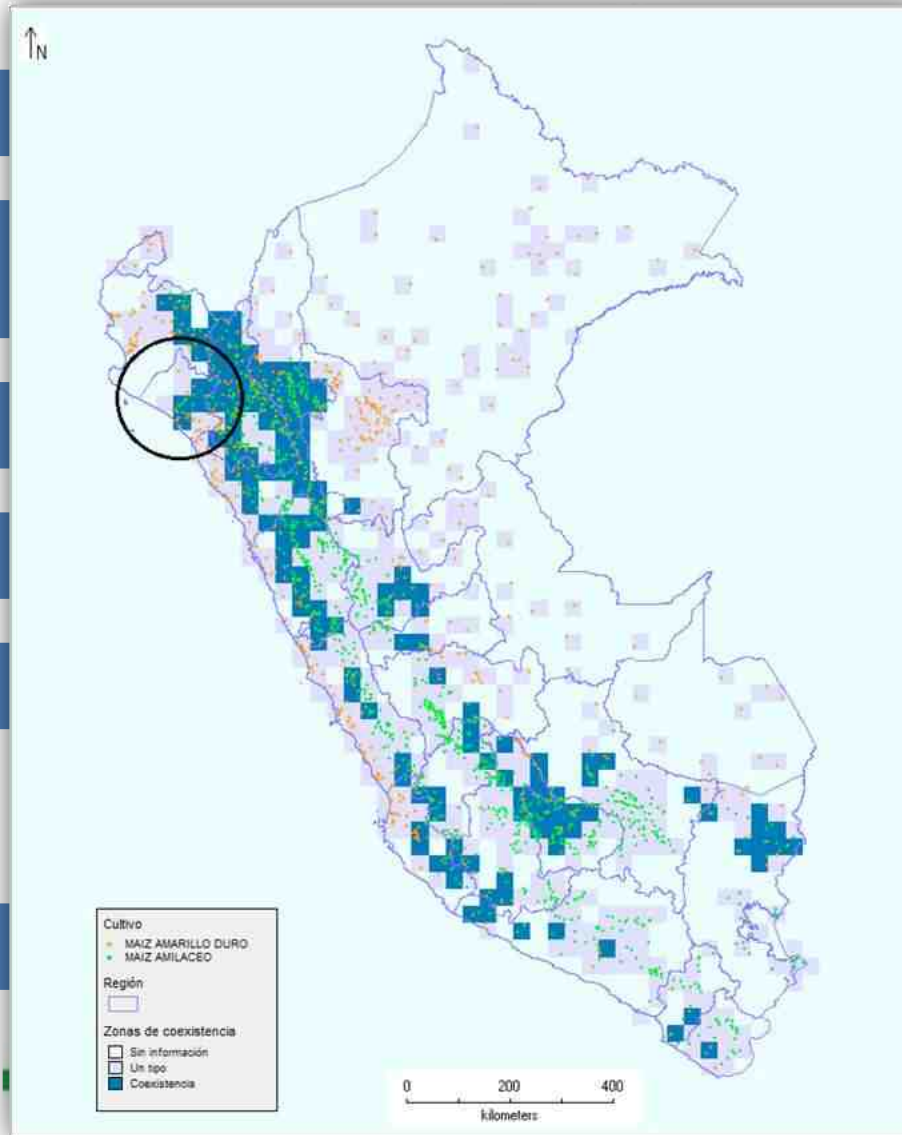 N
Cultivo
MAIZ AMARILLO DURO
MAIZ AMILACEO
Región
Zonas de coexistencia
Sin información
Un tipo
Coexistencia
0 200 400
kilometers